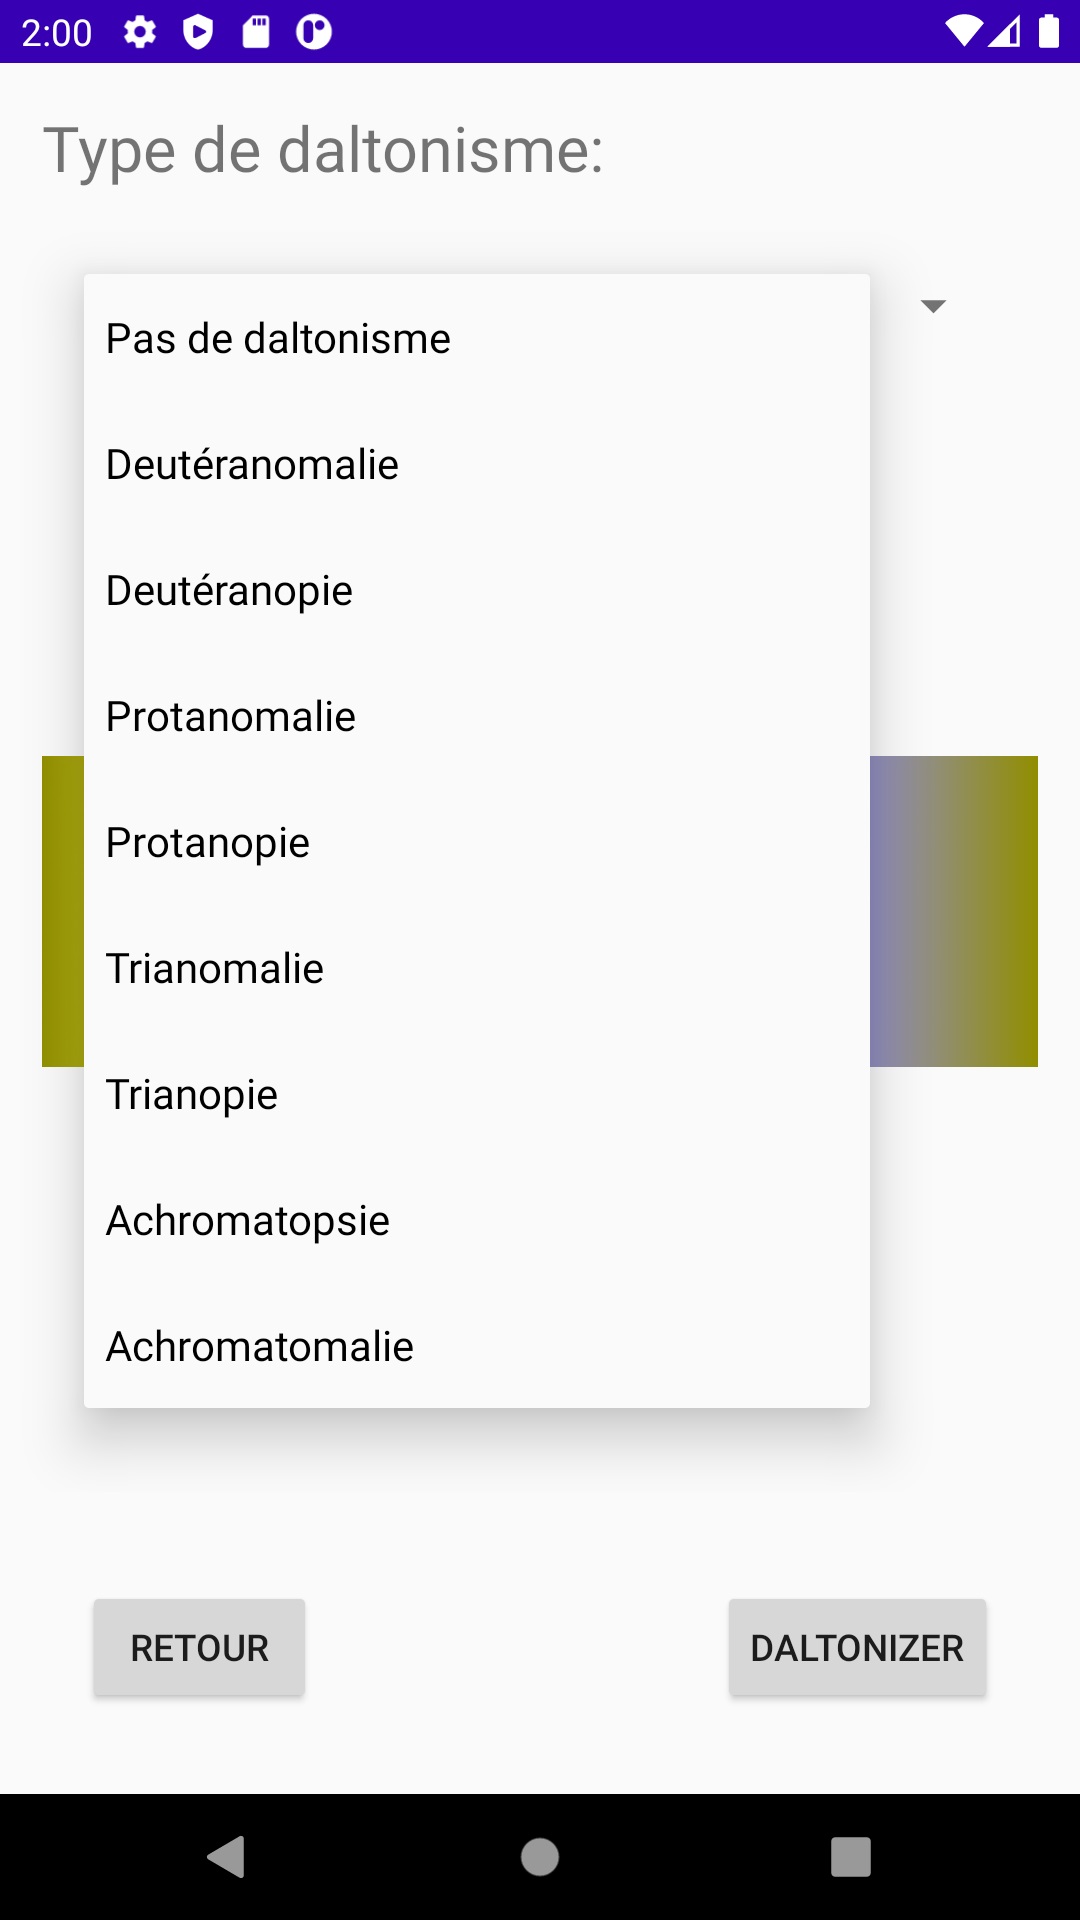 2:00
Type de daltonisme:
Pas de daltonisme
Deutéranomalie
Deutéranopie
Protanomalie
Protanopie
Trianomalie
Trianopie
Achromatopsie
Achromatomalie
RETOUR
DALTONIZER